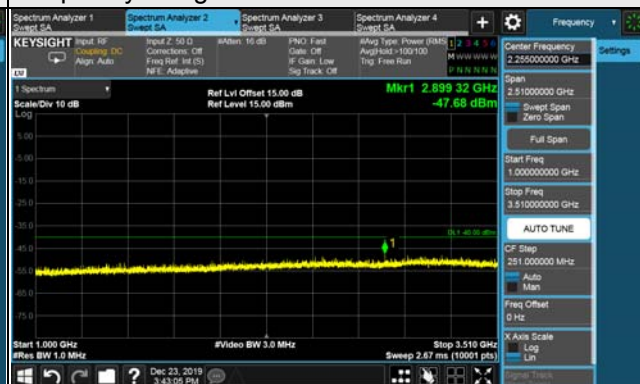 Spectrum Analyzer 1
Swept SA
Spectrum Analyzer 2
Swept SA
Spectrum Analyzer 3
Swept SA
Spectrum Analyzer 4
Swept SA
+
Frequency
KEYSIGHT
Input: RF
Coupling: DC
Align: Auto
Input Z: 50 Ω
Corrections: Off
Freq Ref: Int (S)
NFE: Adaptive
#Atten: 16 dB
PNO: Fast
Gate: Off
IF Gain: Low
Sig Track: Off
#Avg Type: Power (RMS)
Avg|Hold:>100/100
Trig: Free Run
1 2 3 4 5 6
M W W W W W
P N N N N N
LXI
1 Spectrum
Scale/Div 10 dB
Log
Ref Lvl Offset 15.00 dB
Ref Level 15.00 dBm
Mkr1 2.899 32 GHz
-47.68 dBm
5.00
-5.00
-15.0
-25.0
-35.0
-45.0
-55.0
-65.0
-75.0
DL1 -40.00 dBm
1
Start 1.000 GHz
#Res BW 1.0 MHz
#Video BW 3.0 MHz
Stop 3.510 GHz
Sweep 2.67 ms (10001 pts)
Center Frequency
2.255000000 GHz
Settings
Span
2.51000000 GHz
Swept Span
Zero Span
Full Span
Start Freq
1.000000000 GHz
Stop Freq
3.510000000 GHz
AUTO TUNE
CF Step
251.000000 MHz
Auto
Man
Freq Offset
0 Hz
X Axis Scale
Log
Lin
Signal Track
?
Dec 23, 2019
3:43:05 PM